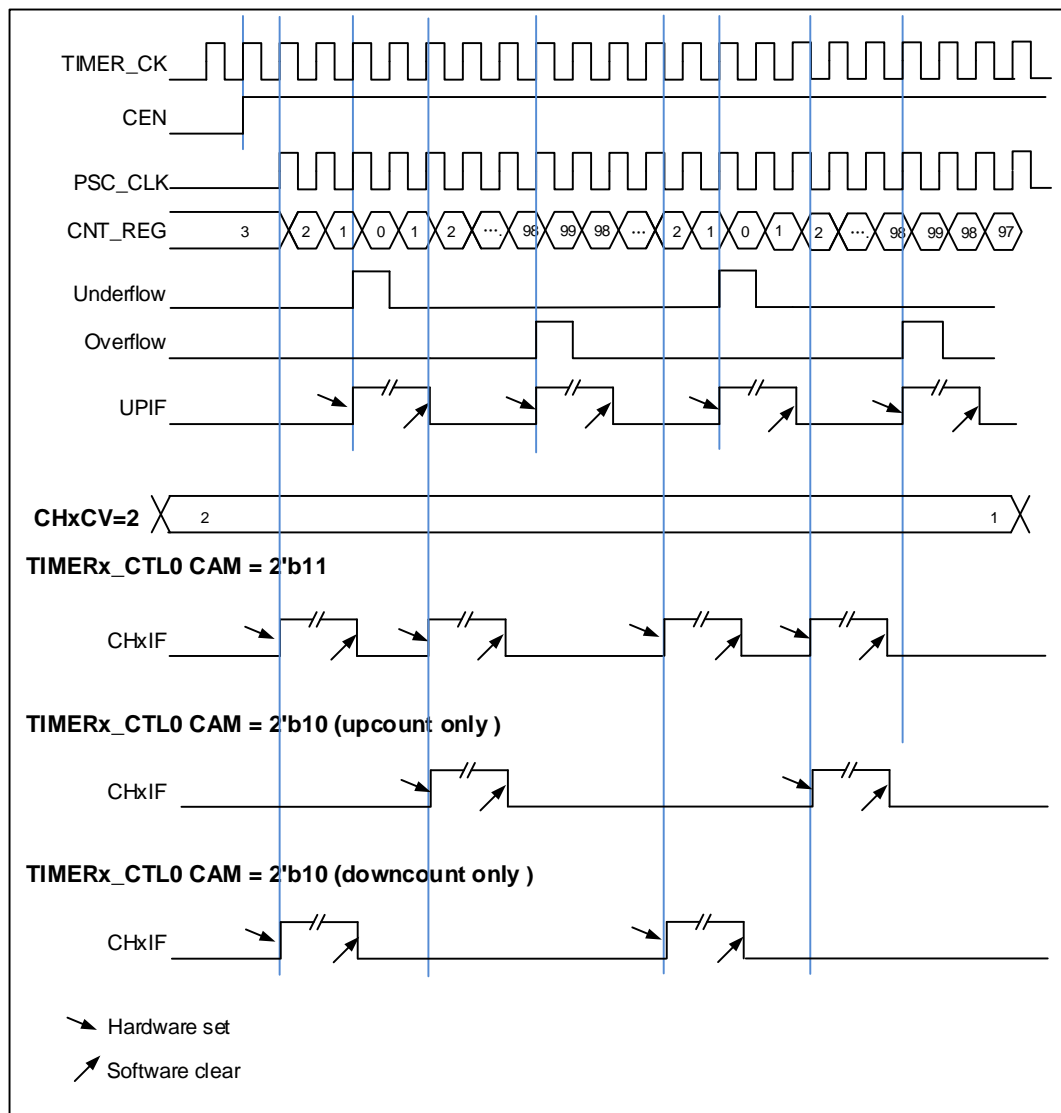 TIMER_CK
CEN
PSC_CLK
CNT_REG 3 2 1 0 1 2 .... 98 99 98 ... 2 1 0 1 2 .... 98 99 98 97
Underflow
Overflow
UPIF
CHxCV=2 2 1
TIMERx_CTL0 CAM = 2'b11
CHxIF
TIMERx_CTL0 CAM = 2'b10 (upcount only )
CHxIF
TIMERx_CTL0 CAM = 2'b10 (downcount only )
CHxIF
Hardware set
Software clear